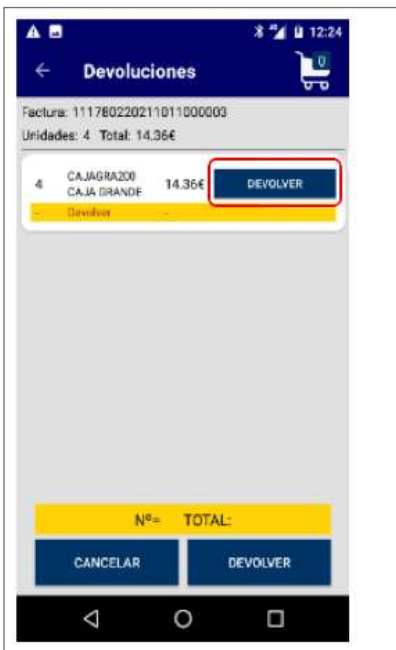 12:24
Devoluciones
0
Factura: 111780220211011000003
Unidades: 4 Total: 14.36€
4 CAJAGRA200 14.36€ DEVOLVER
CAJA GRANDE
- Devolver -
Nº= TOTAL:
CANCELAR DEVOLVER